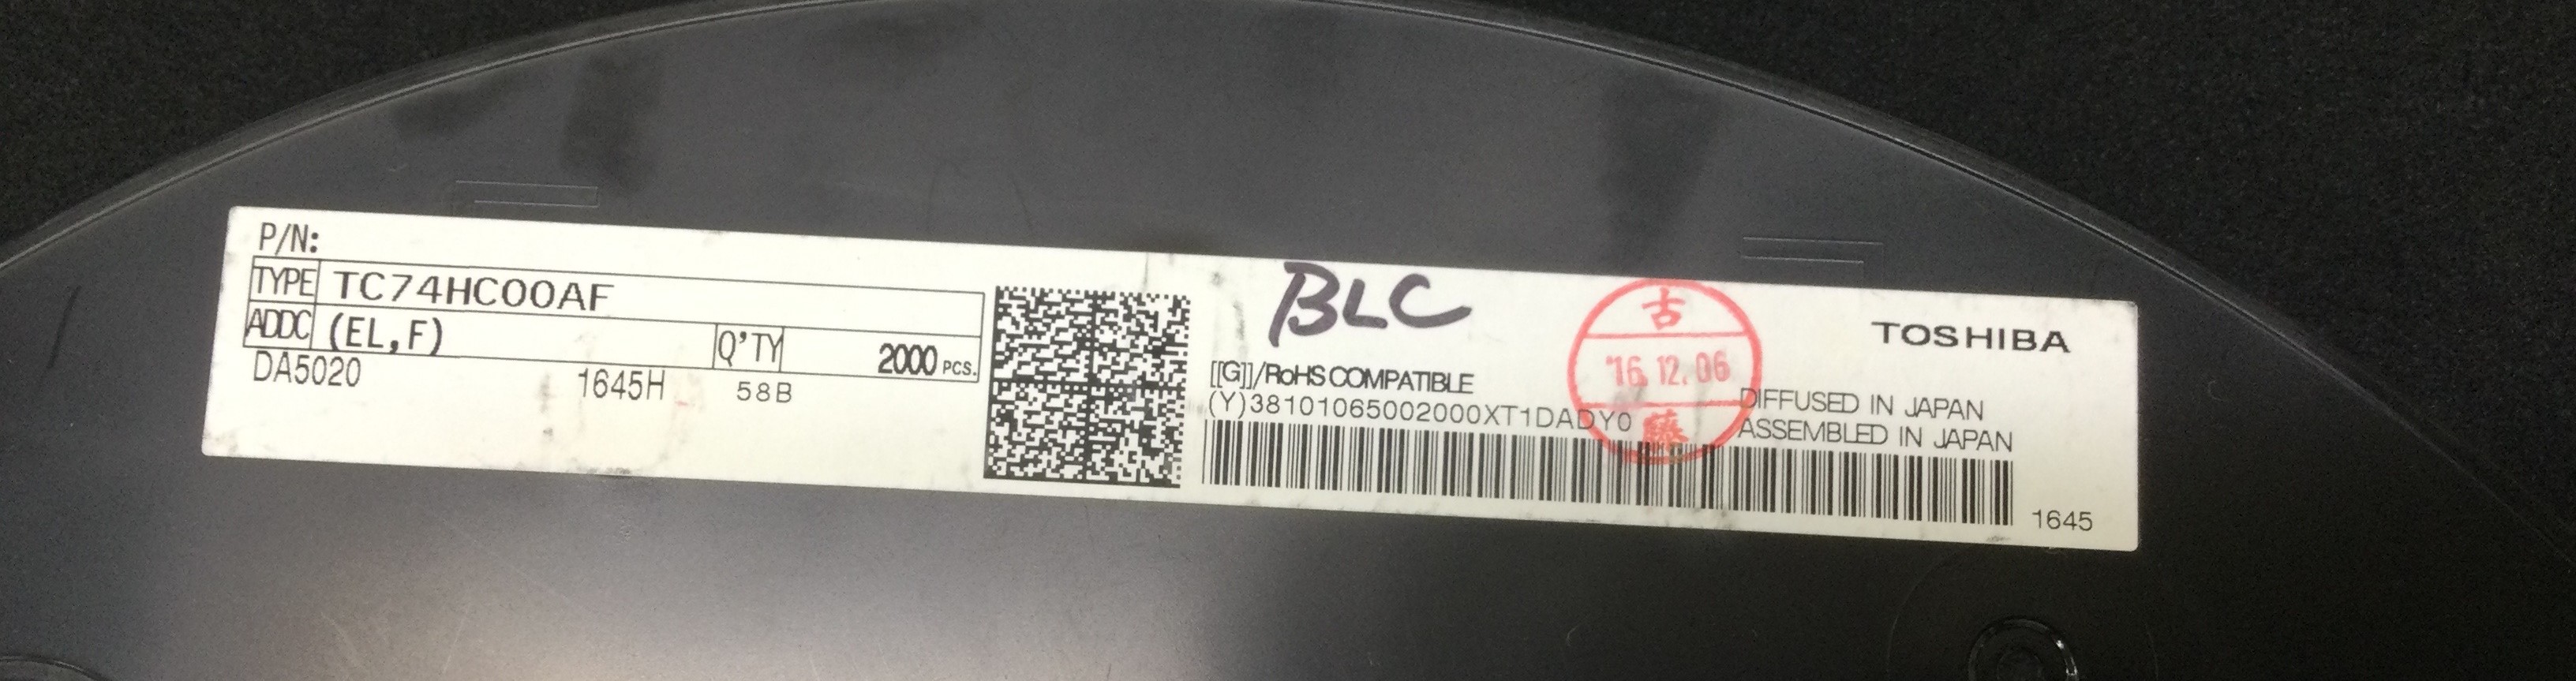 P/N:
TYPE TC74HC00AF
ADDC (EL,F) Q'TY 2000 PCS.
DA5020 1645H 58B
BLC
[[G]]/RoHS COMPATIBLE
(Y)38101065002000XT1DADY0
古
'16.12.06
藤
TOSHIBA
DIFFUSED IN JAPAN
ASSEMBLED IN JAPAN
1645